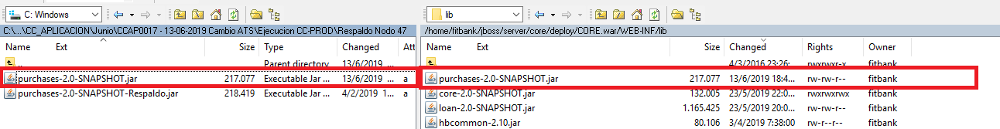 C: Windows
lib
C:\...\CC_APLICACION\Junio\CCAP0017 - 13-06-2019 Cambio ATS\Ejecucion CC-PROD\Respaldo Nodo 47
/home/fitbank/jboss/server/core/deploy/CORE.war/WEB-INF/lib
Name Ext Size Type Changed Att
Name Ext Size Changed Rights Owner
.. Parent directory 13/6/2019 ...
4/3/2016 23:26: rwxrwxr-x fitbank
purchases-2.0-SNAPSHOT.jar 217.077 Executable Jar ... 13/6/2019 ... a
purchases-2.0-SNAPSHOT.jar 217.077 13/6/2019 18:4... rw-rw-r-- fitbank
purchases-2.0-SNAPSHOT-Respaldo.jar 218.419 Executable Jar ... 4/2/2019 1... a
core-2.0-SNAPSHOT.jar 132.005 23/5/2019 22:0... rwxrwxrwx fitbank
loan-2.0-SNAPSHOT.jar 1.165.425 23/5/2019 20:0... rw-rw-r-- fitbank
hbcommon-2.10.jar 80.106 3/4/2019 7:38:00 rw-r--r-- fitbank